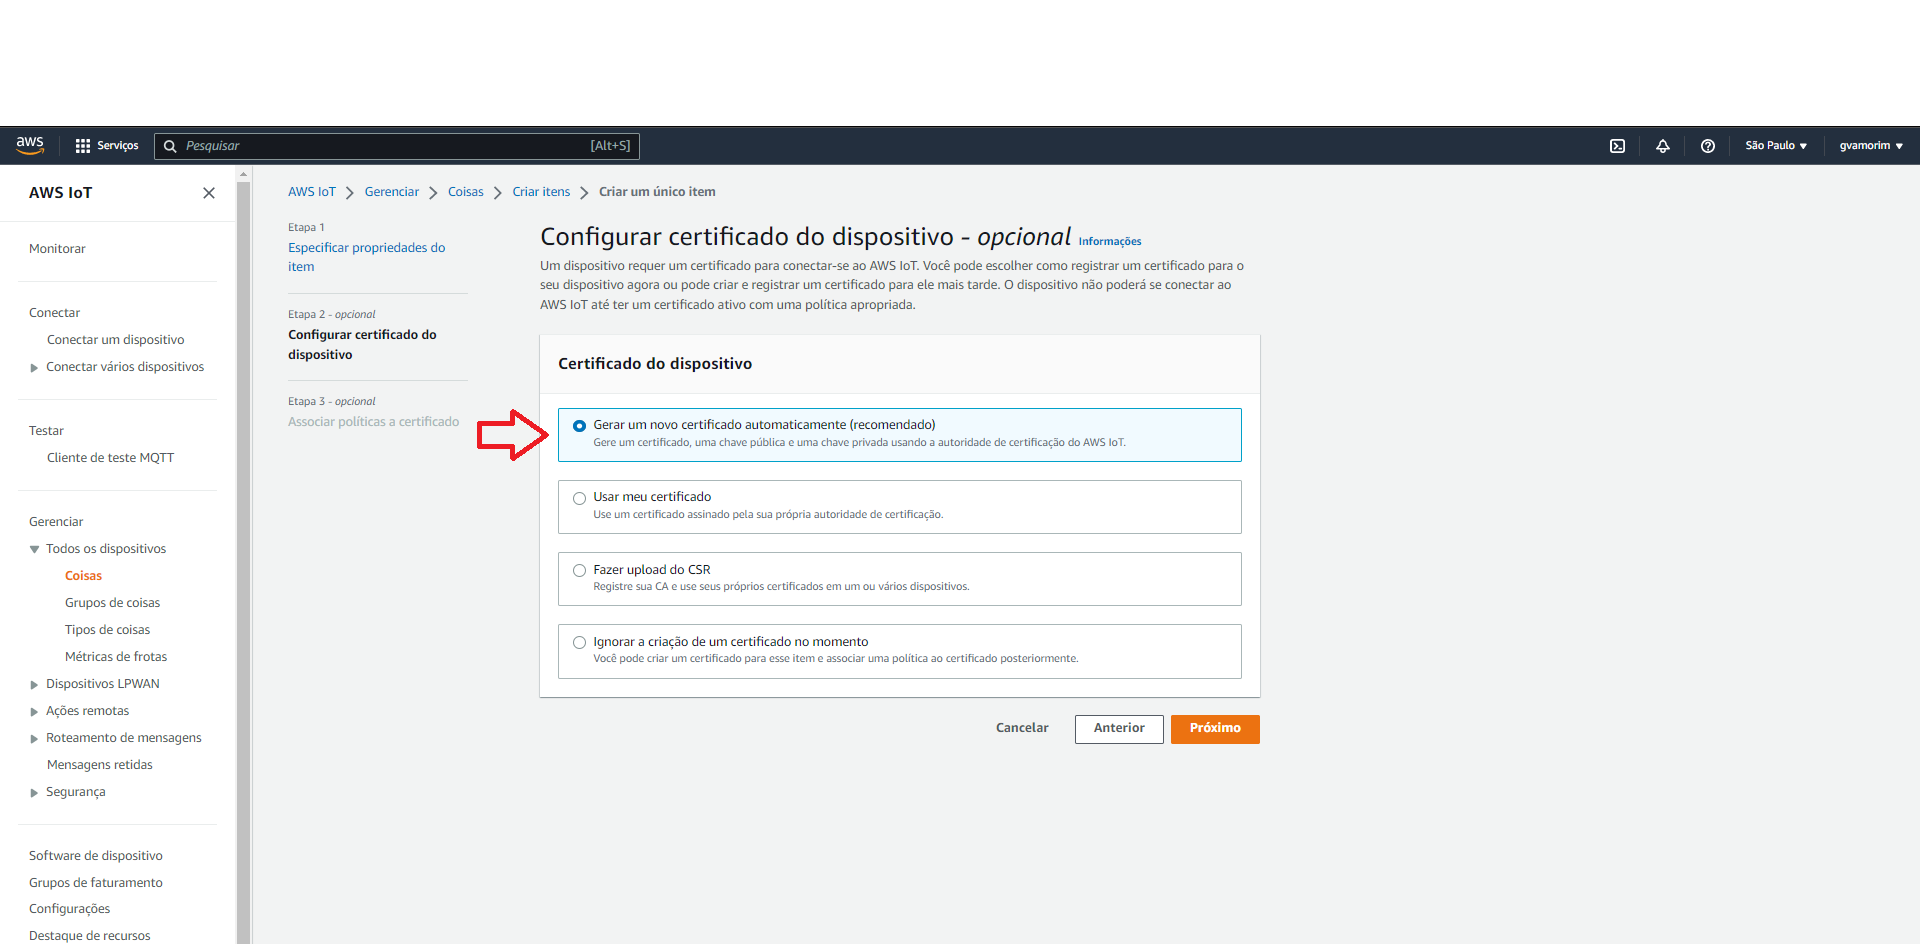 aws
Serviços
Pesquisar
[Alt+S]
São Paulo
gvamorim
AWS IoT
Monitorar
Conectar
Conectar um dispositivo
Conectar vários dispositivos
Testar
Cliente de teste MQTT
Gerenciar
Todos os dispositivos
Coisas
Grupos de coisas
Tipos de coisas
Métricas de frotas
Dispositivos LPWAN
Ações remotas
Roteamento de mensagens
Mensagens retidas
Segurança
Software de dispositivo
Grupos de faturamento
Configurações
Destaque de recursos
AWS IoT > Gerenciar > Coisas > Criar itens > Criar um único item
Etapa 1
Especificar propriedades do
item
Etapa 2 - opcional
Configurar certificado do
dispositivo
Etapa 3 - opcional
Associar políticas a certificado
Configurar certificado do dispositivo - opcional Informações
Um dispositivo requer um certificado para conectar-se ao AWS IoT. Você pode escolher como registrar um certificado para o
seu dispositivo agora ou pode criar e registrar um certificado para ele mais tarde. O dispositivo não poderá se conectar ao
AWS IoT até ter um certificado ativo com uma política apropriada.
Certificado do dispositivo
Gerar um novo certificado automaticamente (recomendado)
Gere um certificado, uma chave pública e uma chave privada usando a autoridade de certificação do AWS IoT.
Usar meu certificado
Use um certificado assinado pela sua própria autoridade de certificação.
Fazer upload do CSR
Registre sua CA e use seus próprios certificados em um ou vários dispositivos.
Ignorar a criação de um certificado no momento
Você pode criar um certificado para esse item e associar uma política ao certificado posteriormente.
Cancelar
Anterior
Próximo